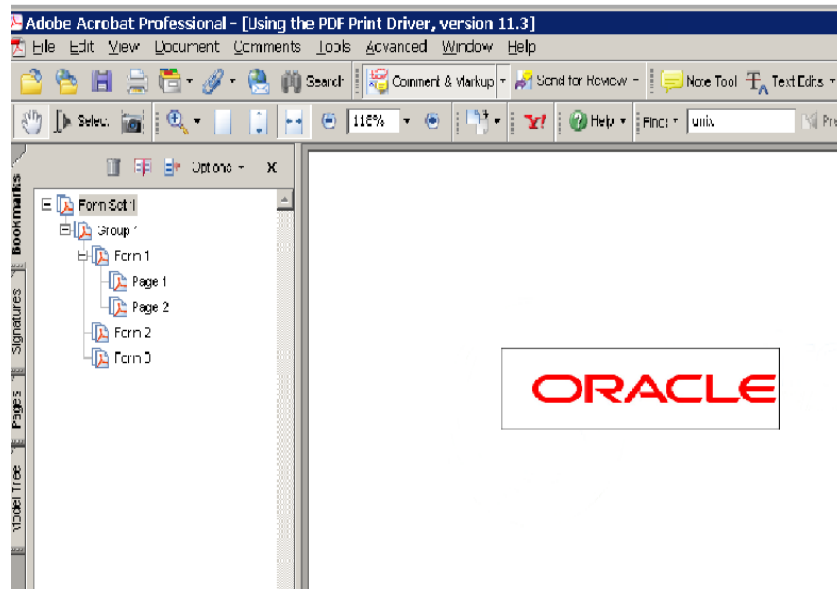 Adobe Acrobat Professional - [Using the PDF Print Driver, version 11.3]
File Edit View Document Comments Tools Advanced Window Help
Search Comment & Markup Send for Review Note Tool Text Edits
Select 116% Y! Help Find: unix
Options X
Bookmarks
Signatures
Pages
Model Tree
Form Set 1
Group 1
Form 1
Page 1
Page 2
Form 2
Form 3
ORACLE